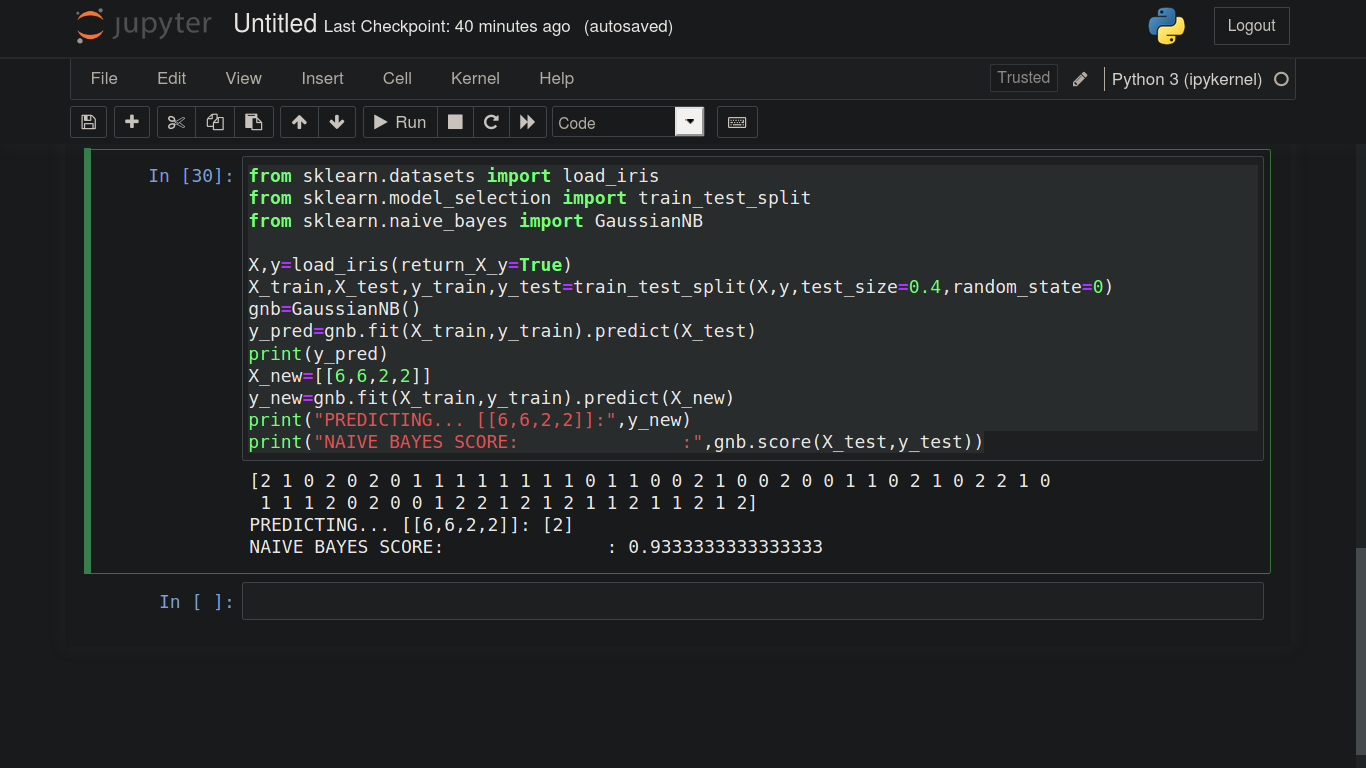 jupyter Untitled Last Checkpoint: 40 minutes ago (autosaved) Logout
File Edit View Insert Cell Kernel Help Trusted Python 3 (ipykernel)
Run Code
In [30]:
from sklearn.datasets import load_iris
from sklearn.model_selection import train_test_split
from sklearn.naive_bayes import GaussianNB
X,y=load_iris(return_X_y=True)
X_train,X_test,y_train,y_test=train_test_split(X,y,test_size=0.4,random_state=0)
gnb=GaussianNB()
y_pred=gnb.fit(X_train,y_train).predict(X_test)
print(y_pred)
X_new=[[6,6,2,2]]
y_new=gnb.fit(X_train,y_train).predict(X_new)
print("PREDICTING... [[6,6,2,2]]:",y_new)
print("NAIVE BAYES SCORE:               :",gnb.score(X_test,y_test))
[2 1 0 2 0 2 0 1 1 1 1 1 1 1 1 0 1 1 0 0 2 1 0 0 2 0 0 1 1 0 2 1 0 2 2 1 0
 1 1 1 2 0 2 0 0 1 2 2 1 2 1 2 1 1 2 1 1 2 1 2]
PREDICTING... [[6,6,2,2]]: [2]
NAIVE BAYES SCORE:               : 0.9333333333333333
In [ ]: